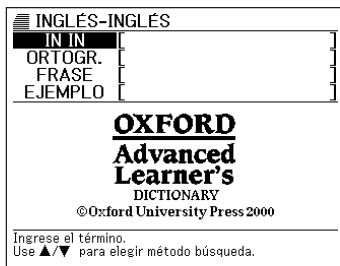 INGLÉS-INGLÉS
IN IN [ ]
ORTOGR. [ ]
FRASE [ ]
EJEMPLO [ ]
OXFORD
Advanced
Learner's
DICTIONARY
©Oxford University Press 2000
Ingrese el término.
Use ▲/▼ para elegir método búsqueda.